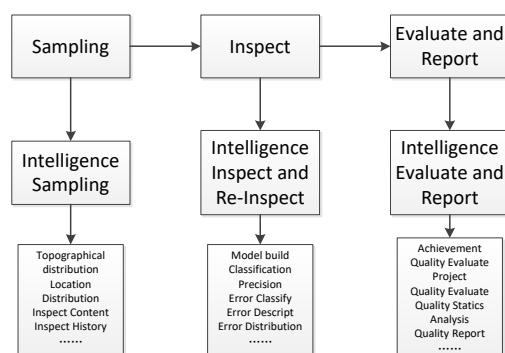 Sampling
Inspect
Evaluate and
Report
Intelligence
Sampling
Intelligence
Inspect and
Re-Inspect
Intelligence
Evaluate and
Report
Topographical
distribution
Location
Distribution
Inspect Content
Inspect History
......
Model build
Classification
Precision
Error Classify
Error Descript
Error Distribution
......
Achievement
Quality Evaluate
Project
Quality Evaluate
Quality Statics
Analysis
Quality Report
......